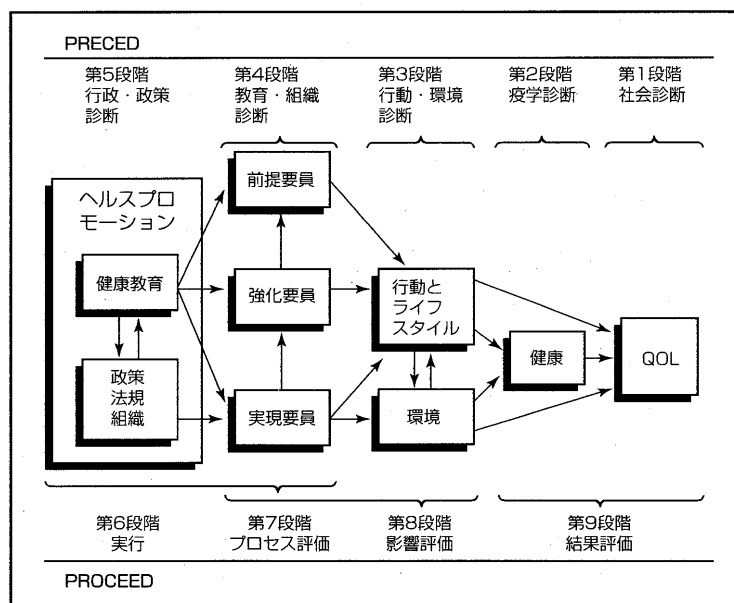 PRECED
第5段階
行政・政策
診断
第4段階
教育・組織
診断
第3段階
行動・環境
診断
第2段階
疫学診断
第1段階
社会診断
ヘルスプロ
モーション
健康教育
政策
法規
組織
前提要員
強化要員
実現要員
行動と
ライフ
スタイル
環境
健康
QOL
第6段階
実行
第7段階
プロセス評価
第8段階
影響評価
第9段階
結果評価
PROCEED